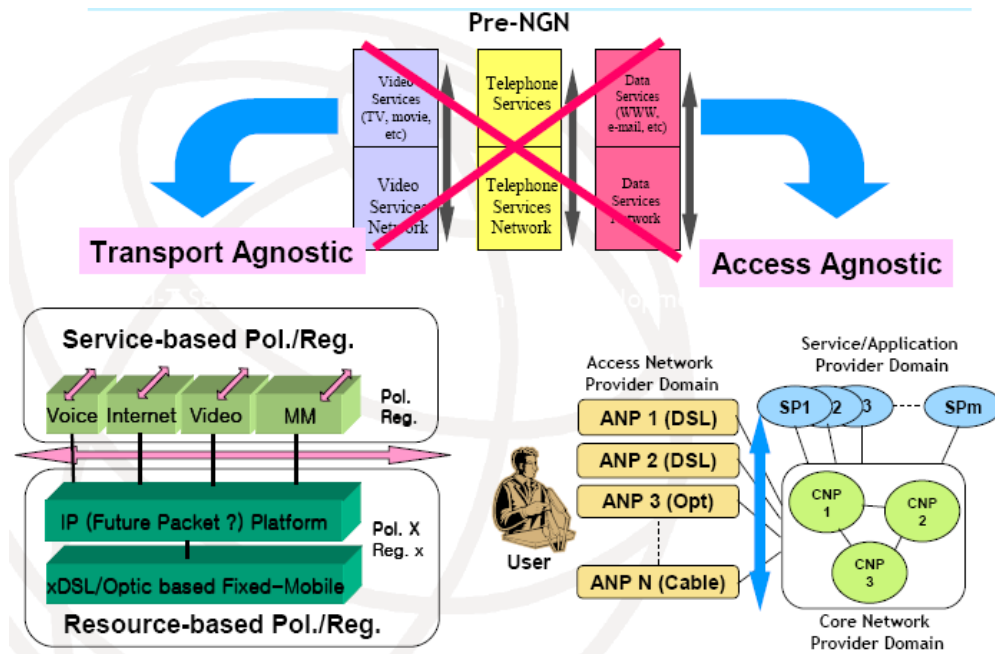 Pre-NGN
Video
Services
(TV, movie,
etc)
Telephone
Services
Data
Services
(WWW,
e-mail, etc)
Video
Services
Network
Telephone
Services
Network
Data
Services
Network
Transport Agnostic
Access Agnostic
Service-based Pol./Reg.
Voice
Internet
Video
MM
Pol.
Reg.
IP (Future Packet ?) Platform
Pol. X
Reg. x
xDSL/Optic based Fixed-Mobile
Resource-based Pol./Reg.
Access Network
Provider Domain
ANP 1 (DSL)
ANP 2 (DSL)
ANP 3 (Opt)
ANP N (Cable)
User
Service/Application
Provider Domain
SP1
2
3
SPm
CNP
1
CNP
2
CNP
3
Core Network
Provider Domain